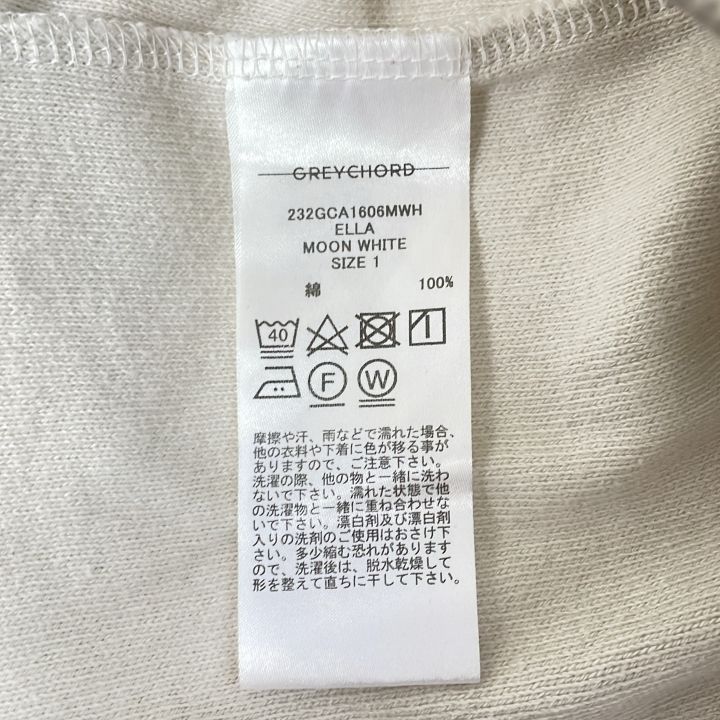 GREYCHORD
232GCA1606MWH
ELLA
MOON WHITE
SIZE 1
綿 100%
40
F W
摩擦や汗、雨などで濡れた場合、
他の衣料や下着に色が移る事が
ありますので、ご注意下さい。
洗濯の際、他の物と一緒に洗わ
ないで下さい。濡れた状態で他
の洗濯物と一緒に重ね合わせな
いで下さい。漂白剤及び漂白剤
入りの洗剤のご使用はおさけ下
さい。多少縮む恐れがあります
ので、洗濯後は、脱水乾燥して
形を整えて直ちに干して下さい。